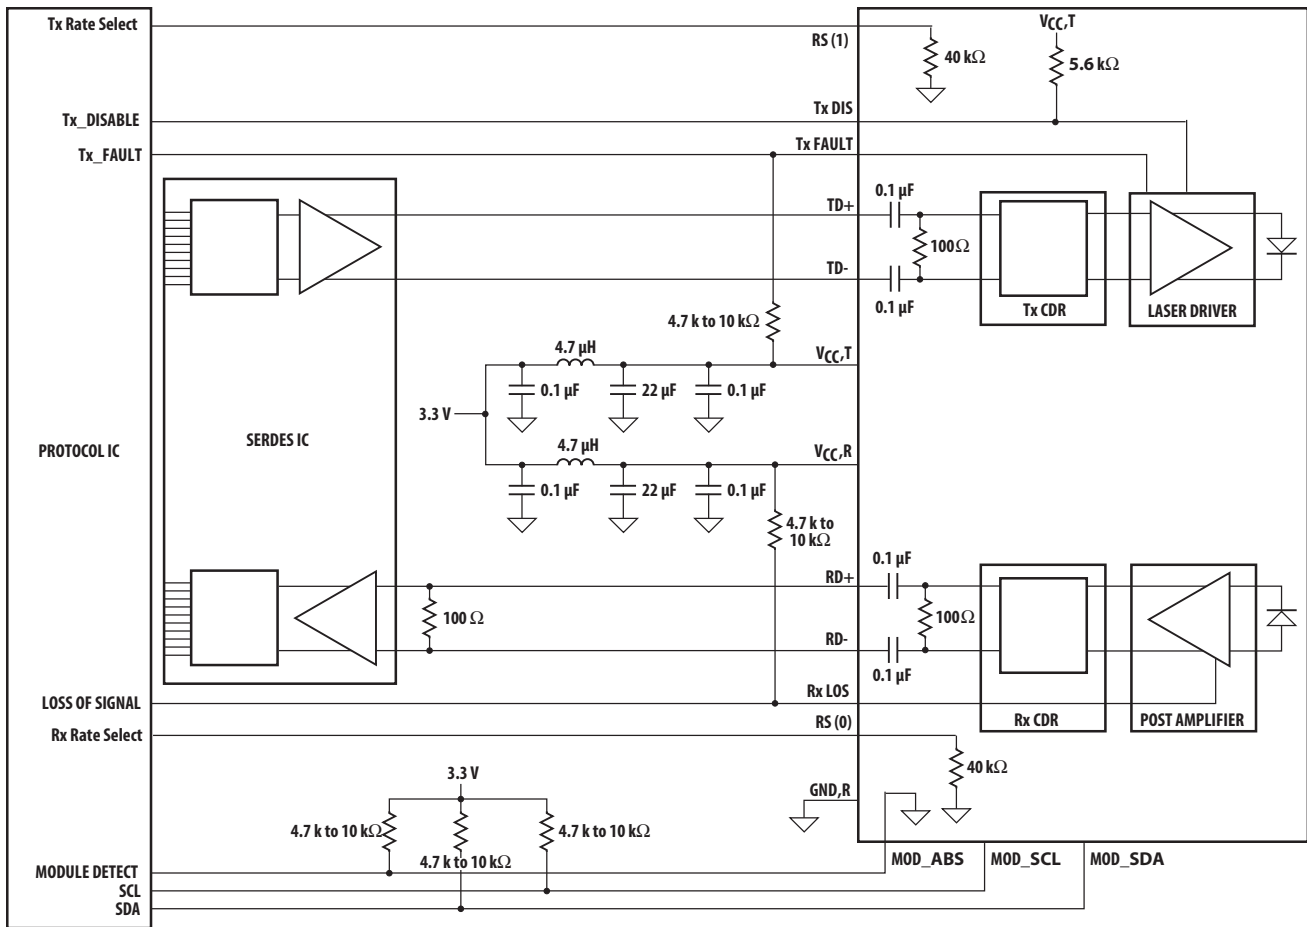 Tx Rate Select
RS (1)
40 kΩ
VCC,T
5.6 kΩ
Tx_DISABLE
Tx DIS
Tx_FAULT
Tx FAULT
0.1 µF
TD+
100Ω
TD-
0.1 µF
Tx CDR
LASER DRIVER
4.7 k to 10 kΩ
4.7 µH
VCC,T
0.1 µF
22 µF
0.1 µF
3.3 V
SERDES IC
PROTOCOL IC
4.7 µH
VCC,R
0.1 µF
22 µF
0.1 µF
4.7 k to
10 kΩ
0.1 µF
RD+
100 Ω
100Ω
RD-
0.1 µF
LOSS OF SIGNAL
Rx LOS
Rx CDR
POST AMPLIFIER
Rx Rate Select
RS (0)
3.3 V
40 kΩ
GND,R
4.7 k to 10 kΩ
4.7 k to 10 kΩ
4.7 k to 10 kΩ
MOD_ABS
MOD_SCL
MOD_SDA
MODULE DETECT
SCL
SDA